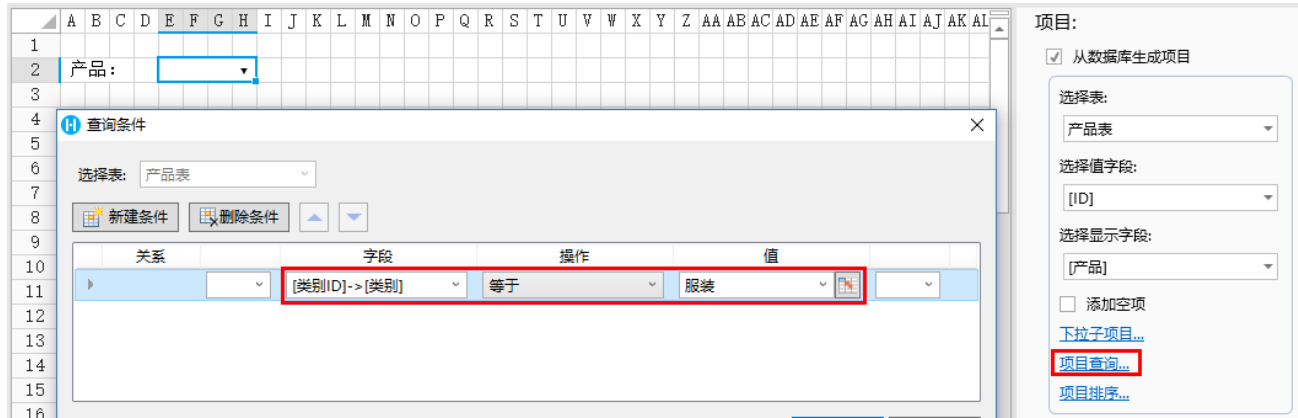 A B C D E F G H I J K L M N O P Q R S T U V W X Y Z AA AB AC AD AE AF AG AH AI AJ AK AL
1
2 产品：
3
4
5
6
7
8
9
10
11
12
13
14
15
16
查询条件
选择表: 产品表
新建条件 删除条件
关系 字段 操作 值
[类别ID]->[类别] 等于 服装
项目:
从数据库生成项目
选择表:
产品表
选择值字段:
[ID]
选择显示字段:
[产品]
添加空项
下拉子项目...
项目查询...
项目排序...